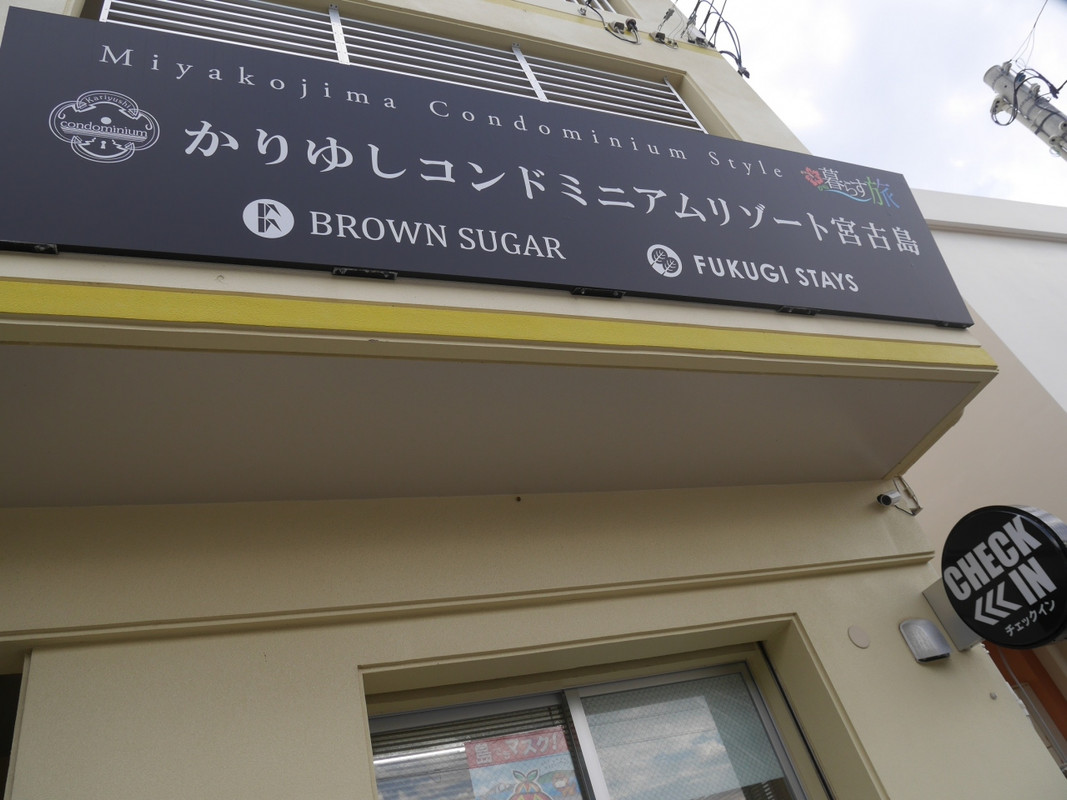 Miyakojima Condominium Style
Kariyushi
condominium
かりゆしコンドミニアムリゾート宮古島
暮らす旅
BROWN SUGAR
FUKUGI STAYS
CHECK
<<< IN
チェックイン
マスク!